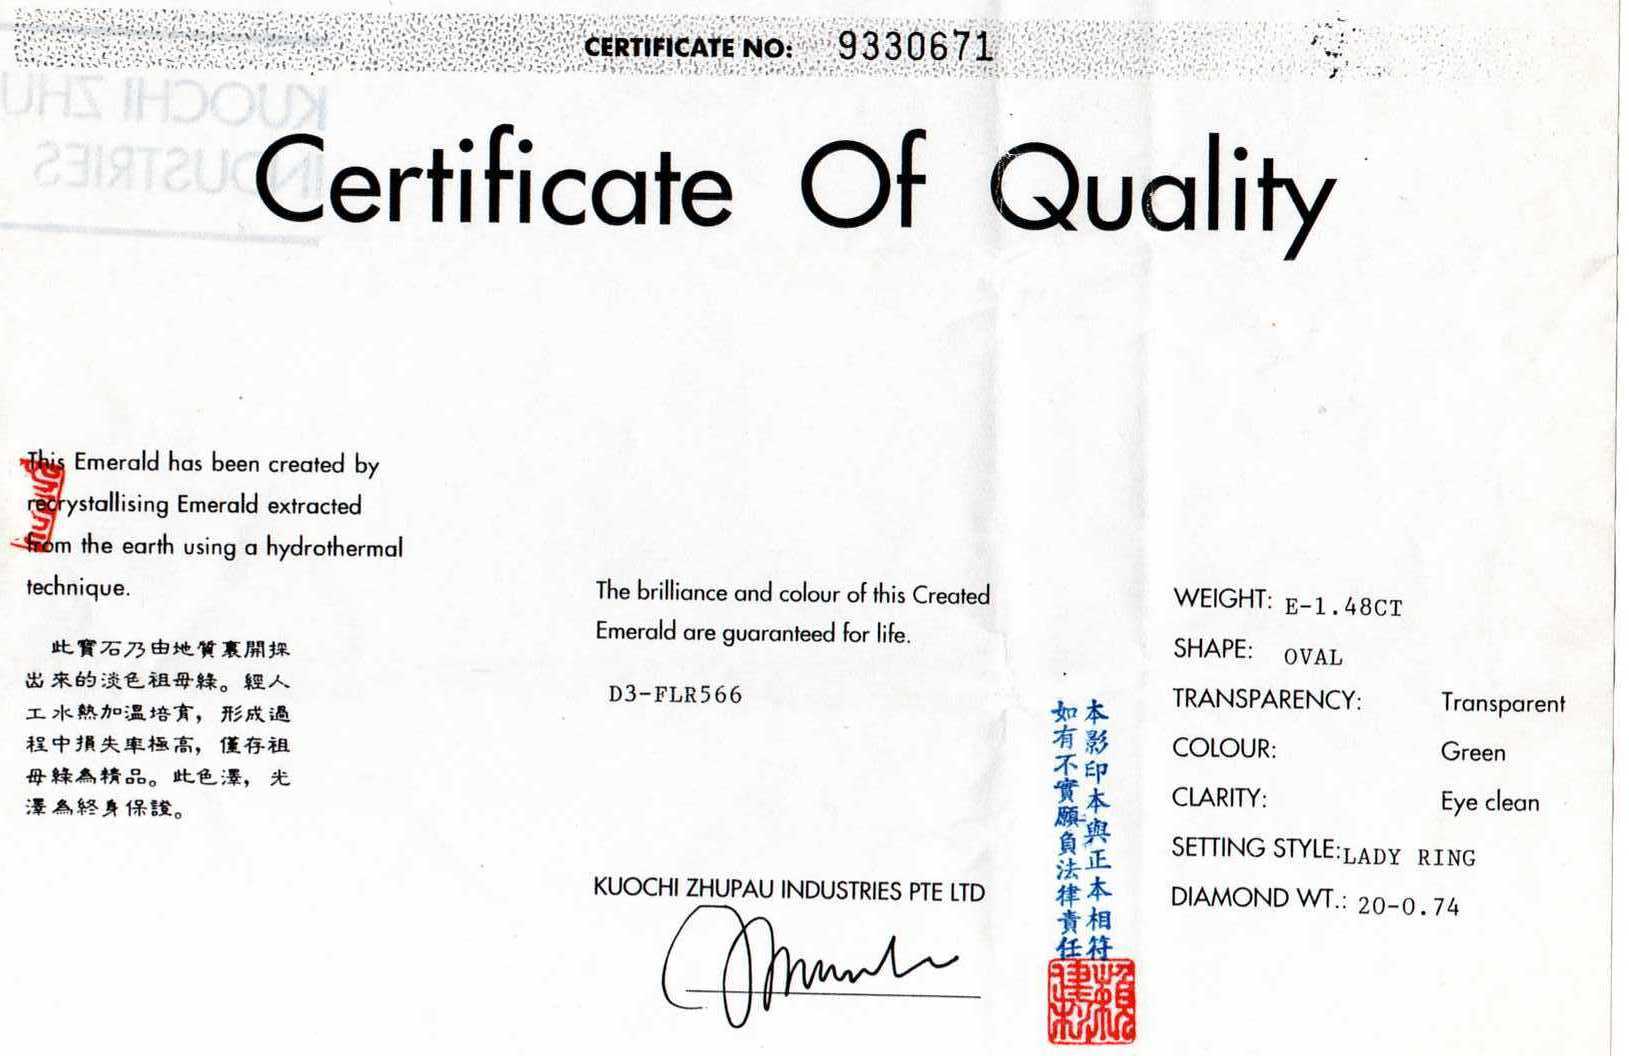 CERTIFICATE NO: 9330671
KUOCHI ZHU
INDUSTRIES
Certificate Of Quality
This Emerald has been created by
recrystallising Emerald extracted
from the earth using a hydrothermal
technique.
此寶石乃由地質裏開採
出來的淡色祖母綠。經人
工水熱加溫培育，形成過
程中損失率極高，僅存祖
母綠為精品。此色澤，光
澤為終身保證。
The brilliance and colour of this Created
Emerald are guaranteed for life.
D3-FLR566
KUOCHI ZHUPAU INDUSTRIES PTE LTD
本影印本與正本相符
如有不實願負法律責任
WEIGHT: E-1.48CT
SHAPE: OVAL
TRANSPARENCY: Transparent
COLOUR: Green
CLARITY: Eye clean
SETTING STYLE: LADY RING
DIAMOND WT.: 20-0.74